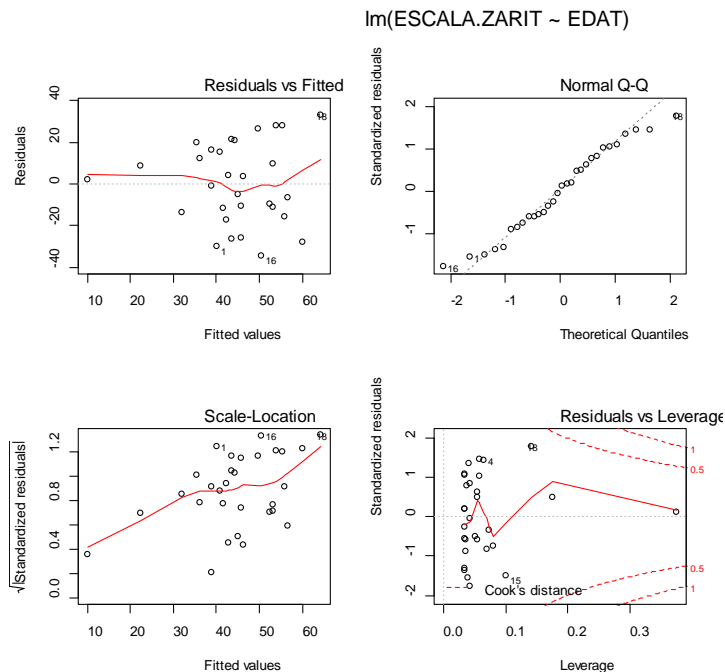 lm(ESCALA.ZARIT ~ EDAT)
Residuals vs Fitted
Residuals
40
20
0
-20
-40
18
1
16
10 20 30 40 50 60
Fitted values
Normal Q-Q
Standardized residuals
2
1
0
-1
18
1
16
-2 -1 0 1 2
Theoretical Quantiles
Scale-Location
√|Standardized residuals|
1.2
0.8
0.4
0.0
1
16
18
10 20 30 40 50 60
Fitted values
Residuals vs Leverage
Standardized residuals
2
1
0
-1
-2
18
4
15
1
0.5
0.5
1
Cook's distance
0.0 0.1 0.2 0.3
Leverage